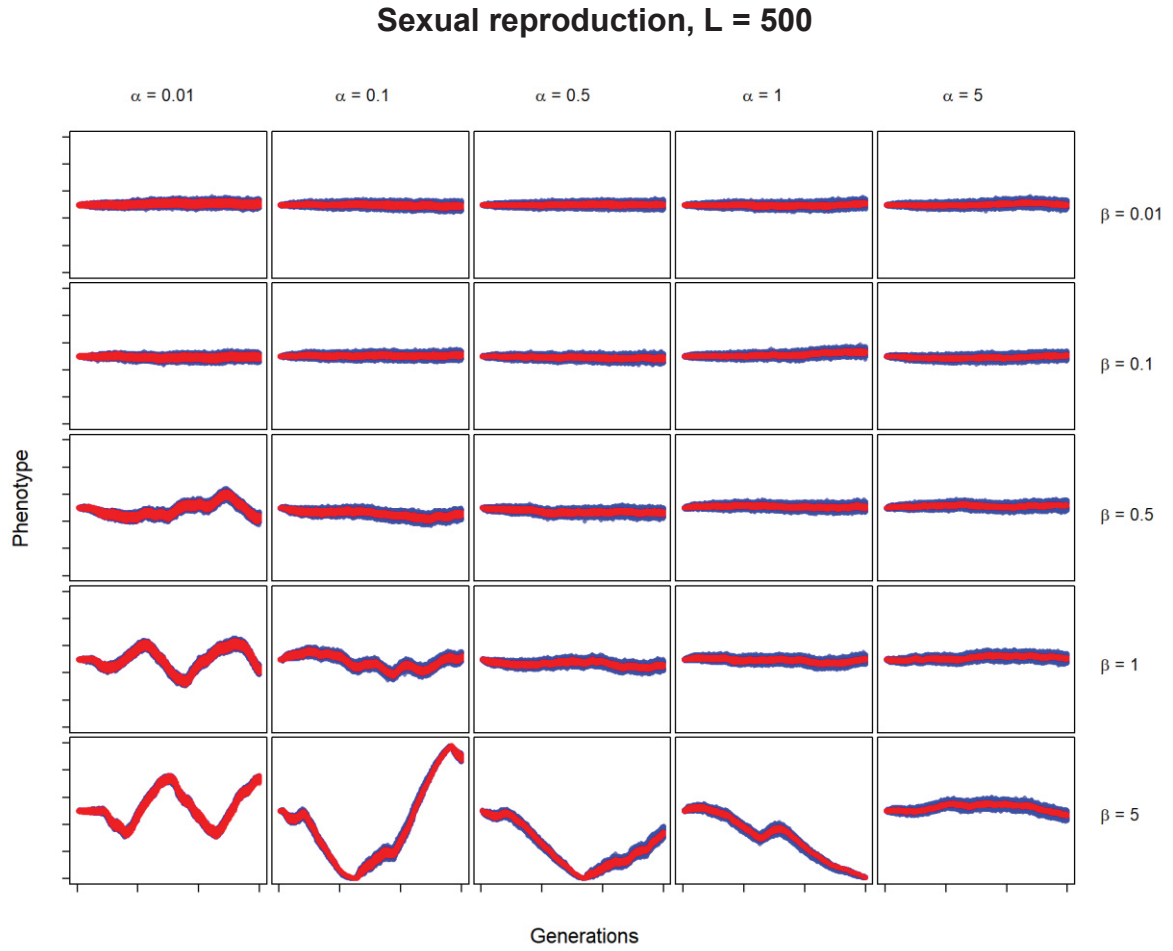 Sexual reproduction, L = 500
α = 0.01
α = 0.1
α = 0.5
α = 1
α = 5
β = 0.01
β = 0.1
β = 0.5
β = 1
β = 5
Phenotype
Generations